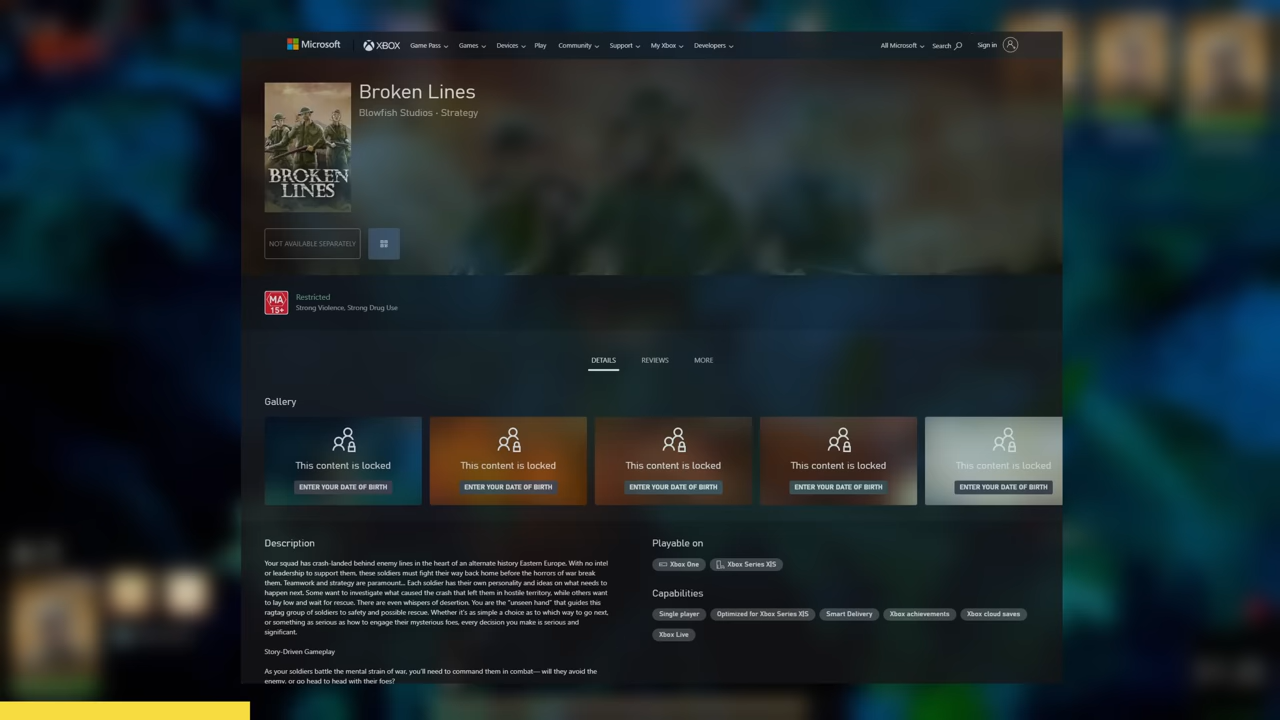 Microsoft
XBOX
Game Pass
Games
Devices
Play
Community
Support
My Xbox
Developers
All Microsoft
Search
Sign in
Broken Lines
Blowfish Studios - Strategy
BROKEN
LINES
NOT AVAILABLE SEPARATELY
MA
15+
Restricted
Strong Violence, Strong Drug Use
DETAILS
REVIEWS
MORE
Gallery
This content is locked
ENTER YOUR DATE OF BIRTH
This content is locked
ENTER YOUR DATE OF BIRTH
This content is locked
ENTER YOUR DATE OF BIRTH
This content is locked
ENTER YOUR DATE OF BIRTH
This content is locked
ENTER YOUR DATE OF BIRTH
Description
Your squad has crash-landed behind enemy lines in the heart of an alternate history Eastern Europe. With no intel
or leadership to support them, these soldiers must fight their way back home before the horrors of war break
them. Teamwork and strategy are paramount... Each soldier has their own personality and ideas on what needs to
happen next. Some want to investigate what caused the crash that left them in hostile territory, while others want
to lay low and wait for rescue. There are even whispers of desertion. You are the "unseen hand" that guides this
ragtag group of soldiers to safety and possible rescue. Whether it's as simple a choice as to which way to go next,
or something as serious as how to engage their mysterious foes, every decision you make is serious and
significant.
Story-Driven Gameplay
As your soldiers battle the mental strain of war, you'll need to command them in combat— will they avoid the
enemy, or go head to head with their foes?
Playable on
Xbox One
Xbox Series X|S
Capabilities
Single player
Optimized for Xbox Series X|S
Smart Delivery
Xbox achievements
Xbox cloud saves
Xbox Live